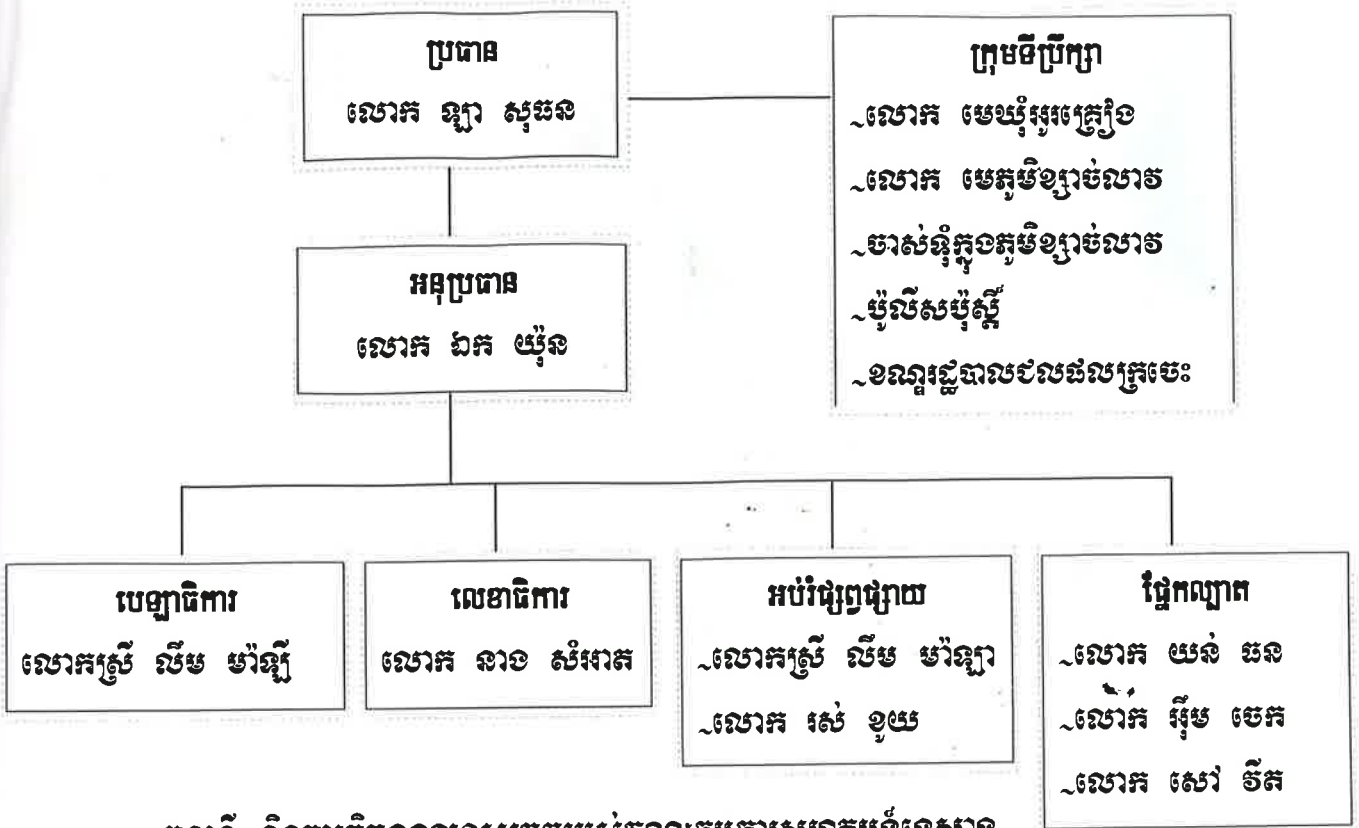 ប្រធាន
លោក ឡា សុធន
ក្រុមទីប្រឹក្សា
~លោក មេឃុំអូរគ្រៀង
~លោក មេភូមិខ្សាច់លាវ
~ចាស់ទុំក្នុងភូមិខ្សាច់លាវ
~ប៉ូលីសប៉ុស្តិ៍
~ខណ្ឌរដ្ឋបាលជលផលក្រចេះ
អនុប្រធាន
លោក ឯក យ៉ុន
បេឡាធិការ
លោកស្រី លឹម ម៉ាឡី
លេខាធិការ
លោក នាង សំអាត
អប់រំផ្សព្វផ្សាយ
~លោកស្រី លឹម ម៉ាឡា
~លោក រស់ ខូយ
ផ្នែកល្បាត
~លោក យន់ ធន
~លោក អ៊ឹម ចេក
~លោក សៅ វីត